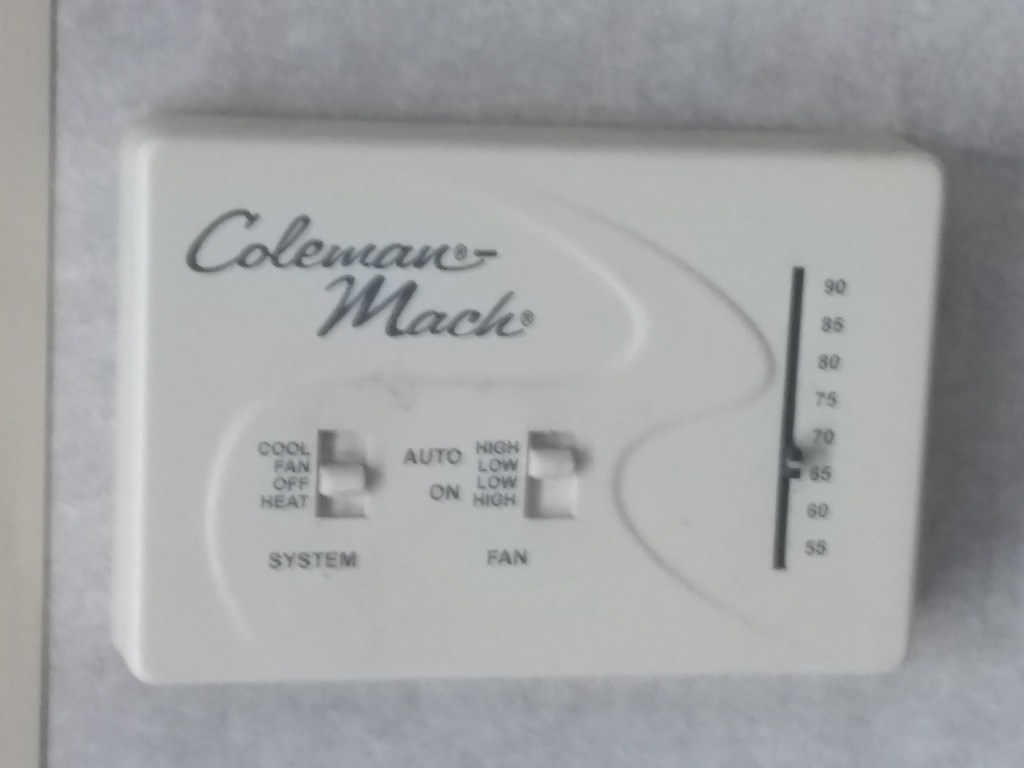 Coleman®-
Mach®
COOL
FAN
OFF
HEAT
SYSTEM
AUTO
ON
HIGH
LOW
LOW
HIGH
FAN
90
85
80
75
70
65
60
55